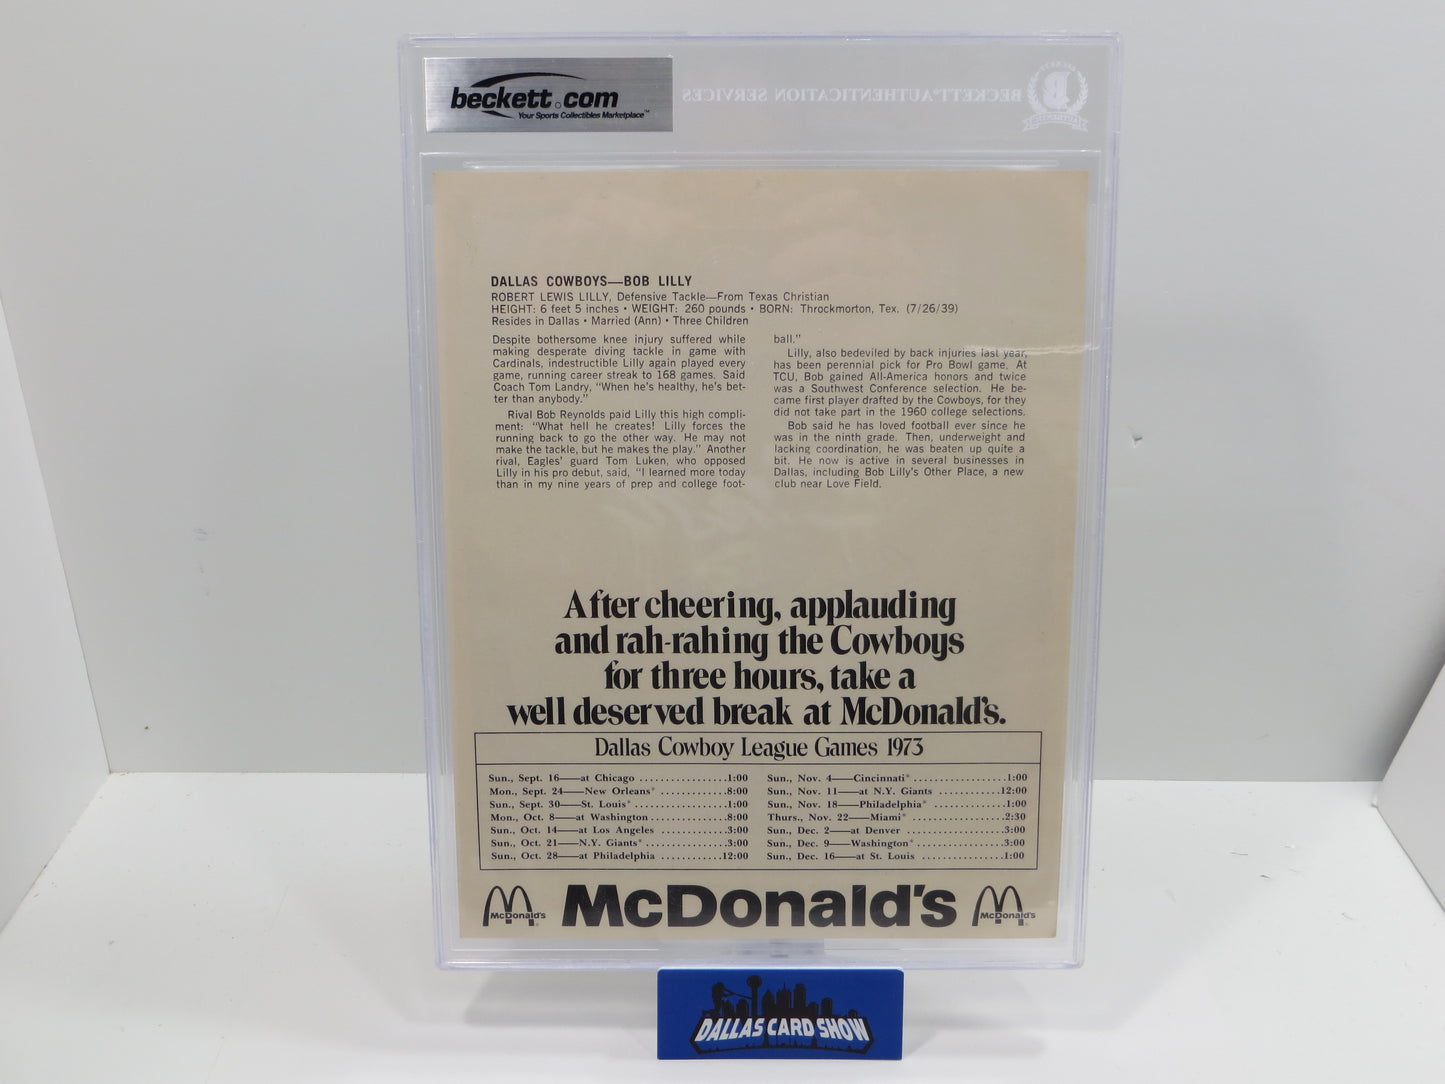 beckett.com
Your Sports Collectibles Marketplace™
BECKETT AUTHENTICATION SERVICES
DALLAS COWBOYS—BOB LILLY
ROBERT LEWIS LILLY, Defensive Tackle—From Texas Christian
HEIGHT: 6 feet 5 inches • WEIGHT: 260 pounds • BORN: Throckmorton, Tex. (7/26/39)
Resides in Dallas • Married (Ann) • Three Children
Despite bothersome knee injury suffered while
making desperate diving tackle in game with
Cardinals, indestructible Lilly again played every
game, running career streak to 168 games. Said
Coach Tom Landry, "When he's healthy, he's bet-
ter than anybody."
Rival Bob Reynolds paid Lilly this high compli-
ment: "What hell he creates! Lilly forces the
running back to go the other way. He may not
make the tackle, but he makes the play." Another
rival, Eagles' guard Tom Luken, who opposed
Lilly in his pro debut, said, "I learned more today
than in my nine years of prep and college foot-
ball."
Lilly, also bedeviled by back injuries last year,
has been perennial pick for Pro Bowl game. At
TCU, Bob gained All-America honors and twice
was a Southwest Conference selection. He be-
came first player drafted by the Cowboys, for they
did not take part in the 1960 college selections.
Bob said he has loved football ever since he
was in the ninth grade. Then, underweight and
lacking coordination, he was beaten up quite a
bit. He now is active in several businesses in
Dallas, including Bob Lilly's Other Place, a new
club near Love Field.
After cheering, applauding
and rah-rahing the Cowboys
for three hours, take a
well deserved break at McDonald's.
Dallas Cowboy League Games 1973
Sun., Sept. 16—at Chicago ................1:00
Mon., Sept. 24—New Orleans* ............8:00
Sun., Sept. 30—St. Louis* .................1:00
Mon., Oct. 8—at Washington..............8:00
Sun., Oct. 14—at Los Angeles .............3:00
Sun., Oct. 21—N.Y. Giants* ...............3:00
Sun., Oct. 28—at Philadelphia ...........12:00
Sun., Nov. 4—Cincinnati* .................1:00
Sun., Nov. 11—at N.Y. Giants ...........12:00
Sun., Nov. 18—Philadelphia* ..............1:00
Thurs., Nov. 22—Miami* .................2:30
Sun., Dec. 2—at Denver ..................3:00
Sun., Dec. 9—Washington* ................3:00
Sun., Dec. 16—at St. Louis ...............1:00
McDonald's
McDonald's
McDonald's
DALLAS CARD SHOW